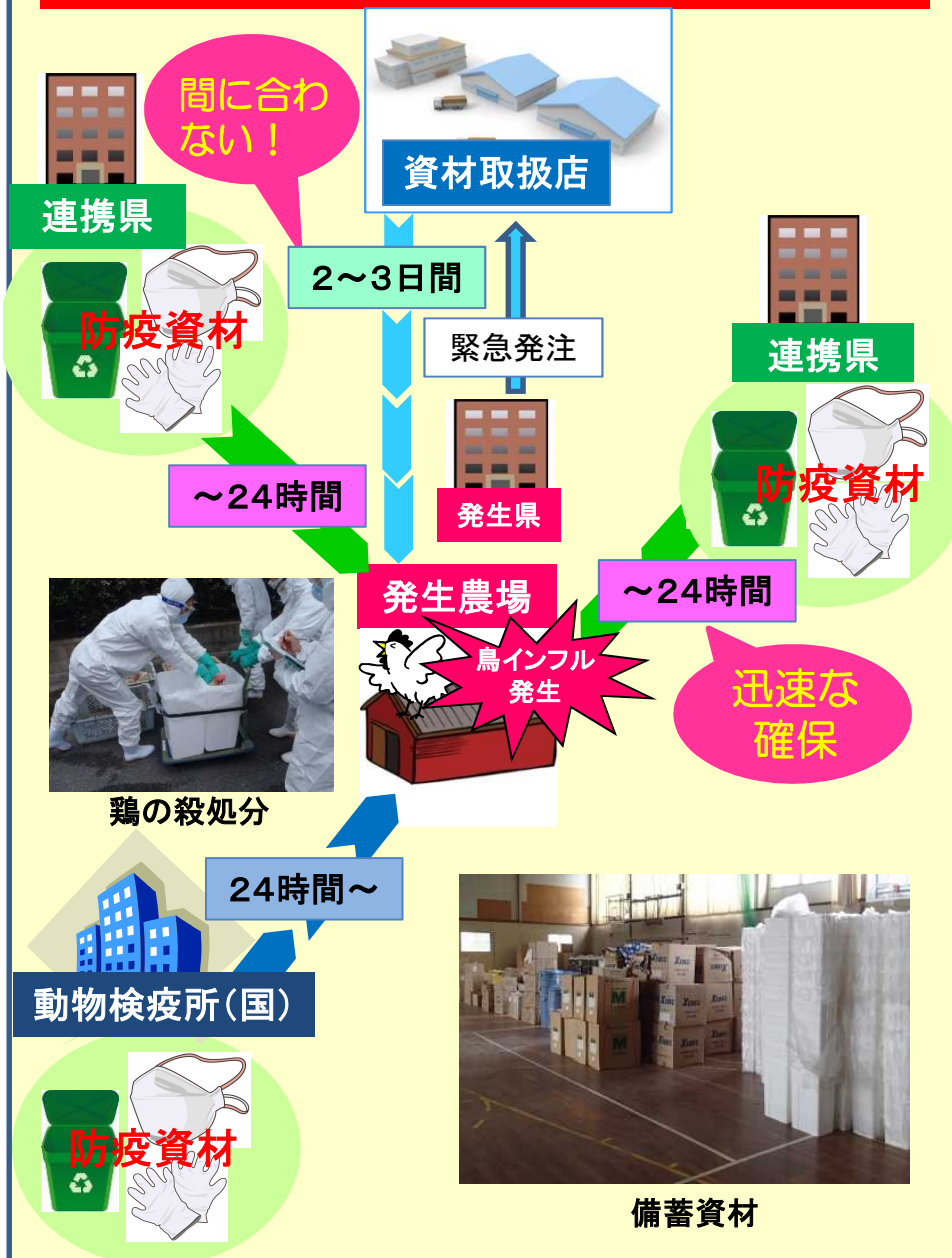 間に合わ
ない！
資材取扱店
連携県
防疫資材
2～3日間
緊急発注
連携県
防疫資材
～24時間
発生県
発生農場
～24時間
鳥インフル
発生
迅速な
確保
鶏の殺処分
24時間～
動物検疫所(国)
防疫資材
備蓄資材
M
M